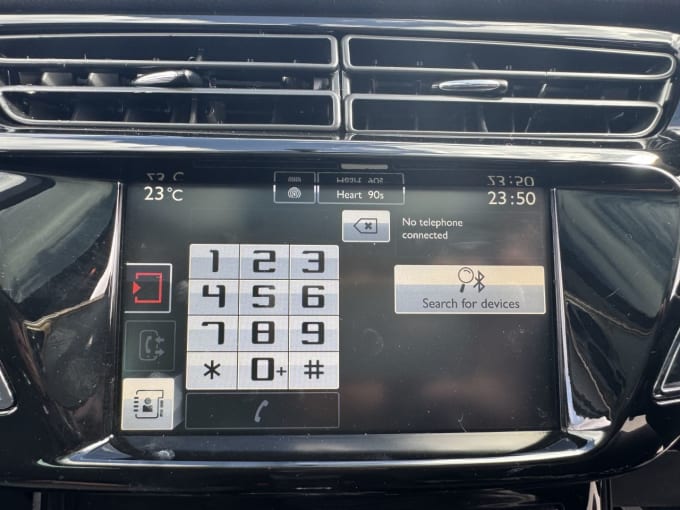 23 °C
Heart 90s
23:50
No telephone
connected
1 2 3
4 5 6
7 8 9
* 0+ #
Search for devices